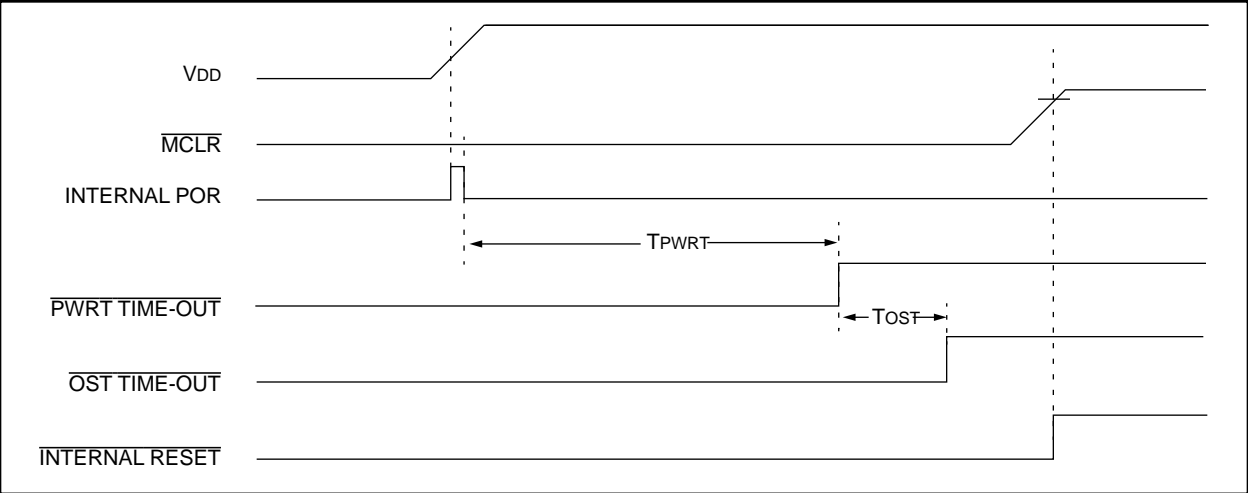 VDD
MCLR
INTERNAL POR
TPWRT
PWRT TIME-OUT
TOST
OST TIME-OUT
INTERNAL RESET